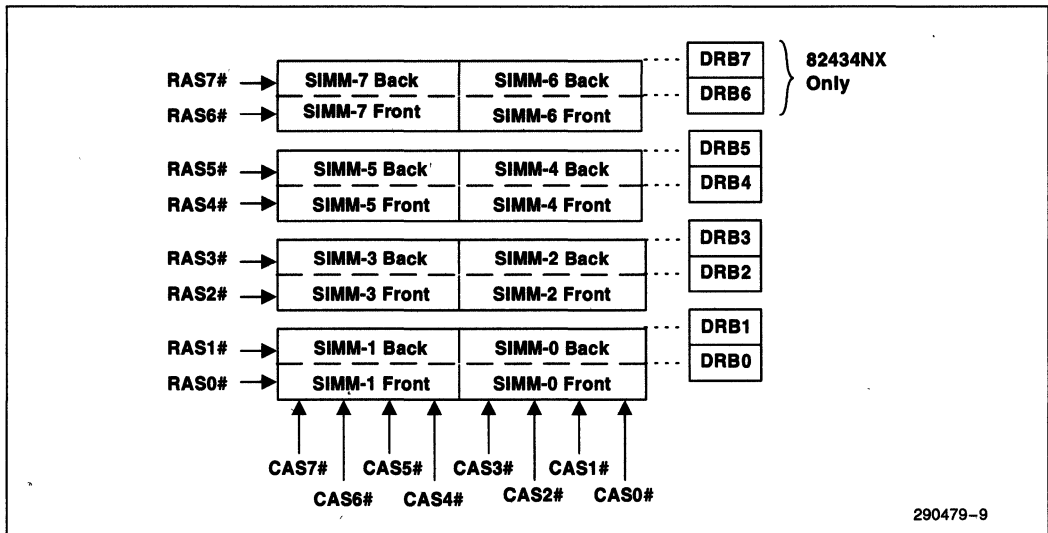 DRB7
82434NX
RAS7# SIMM-7 Back SIMM-6 Back
DRB6
Only
RAS6# SIMM-7 Front SIMM-6 Front
DRB5
RAS5# SIMM-5 Back SIMM-4 Back
DRB4
RAS4# SIMM-5 Front SIMM-4 Front
DRB3
RAS3# SIMM-3 Back SIMM-2 Back
DRB2
RAS2# SIMM-3 Front SIMM-2 Front
DRB1
RAS1# SIMM-1 Back SIMM-0 Back
DRB0
RAS0# SIMM-1 Front SIMM-0 Front
CAS7# CAS5# CAS3# CAS1#
CAS6# CAS4# CAS2# CAS0#
290479-9